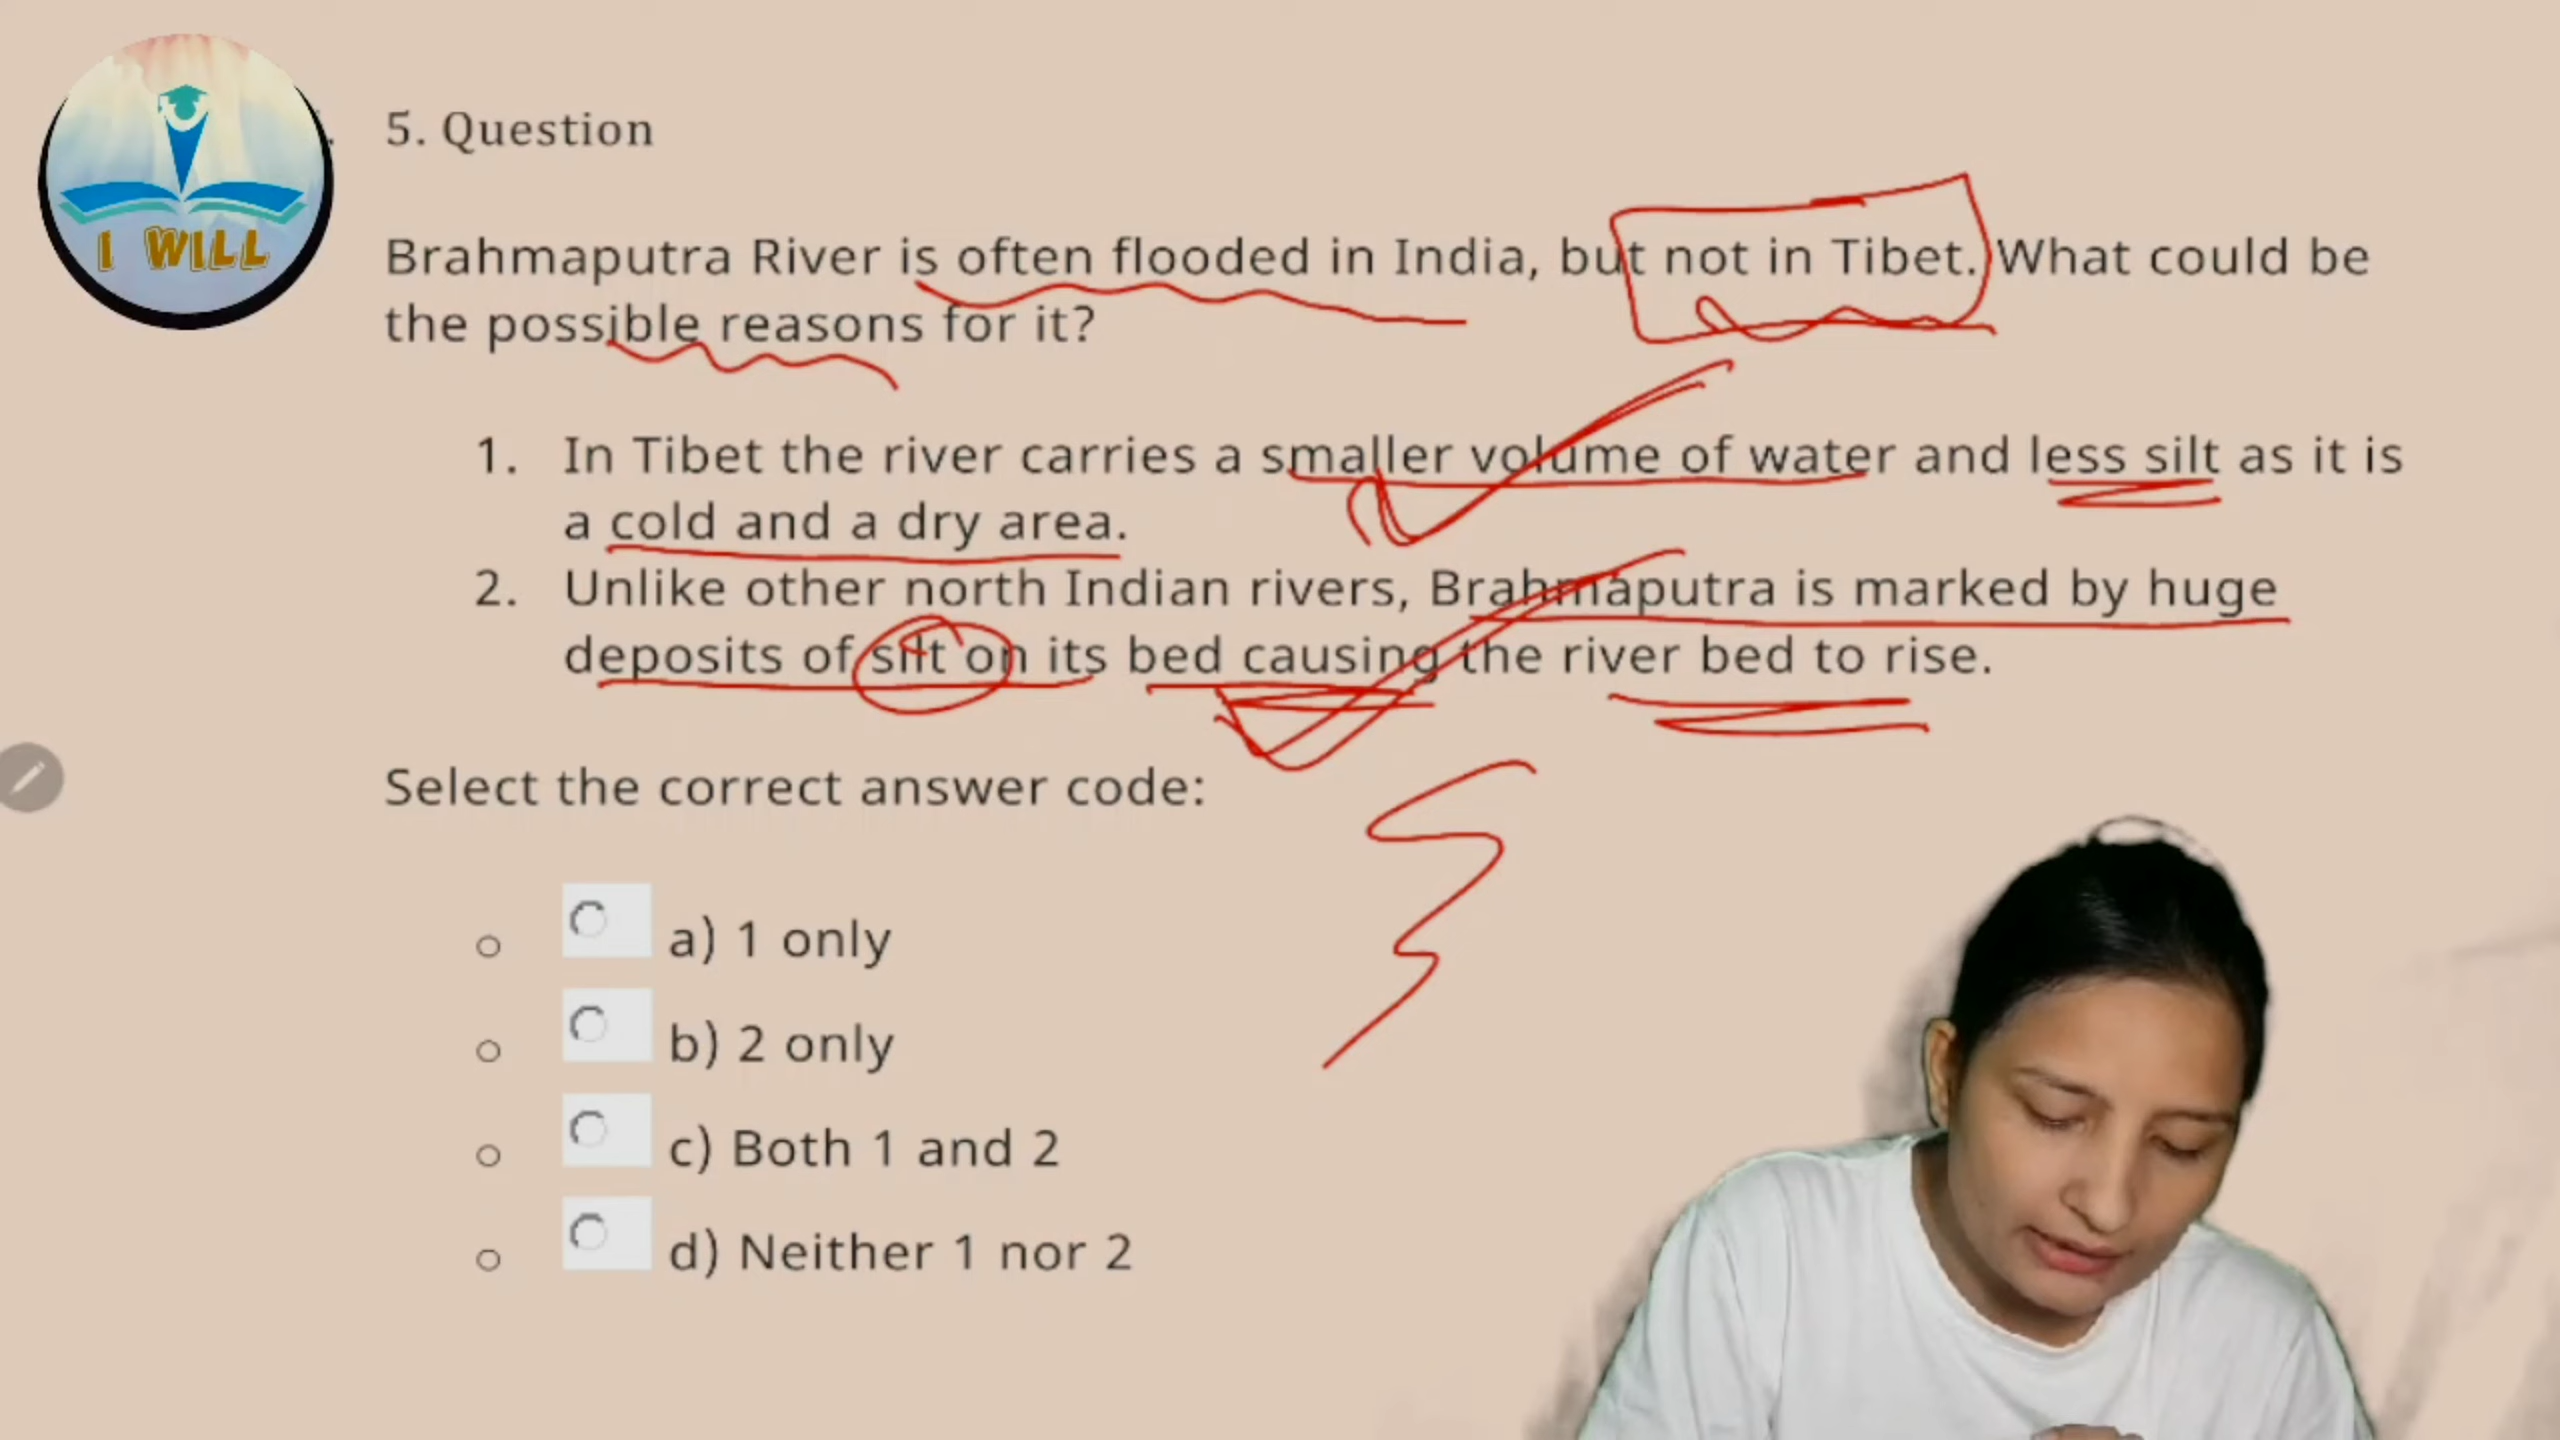 I WILL
5. Question
Brahmaputra River is often flooded in India, but not in Tibet. What could be
the possible reasons for it?
1. In Tibet the river carries a smaller volume of water and less silt as it is
a cold and a dry area.
2. Unlike other north Indian rivers, Brahmaputra is marked by huge
deposits of silt on its bed causing the river bed to rise.
Select the correct answer code:
a) 1 only
b) 2 only
c) Both 1 and 2
d) Neither 1 nor 2